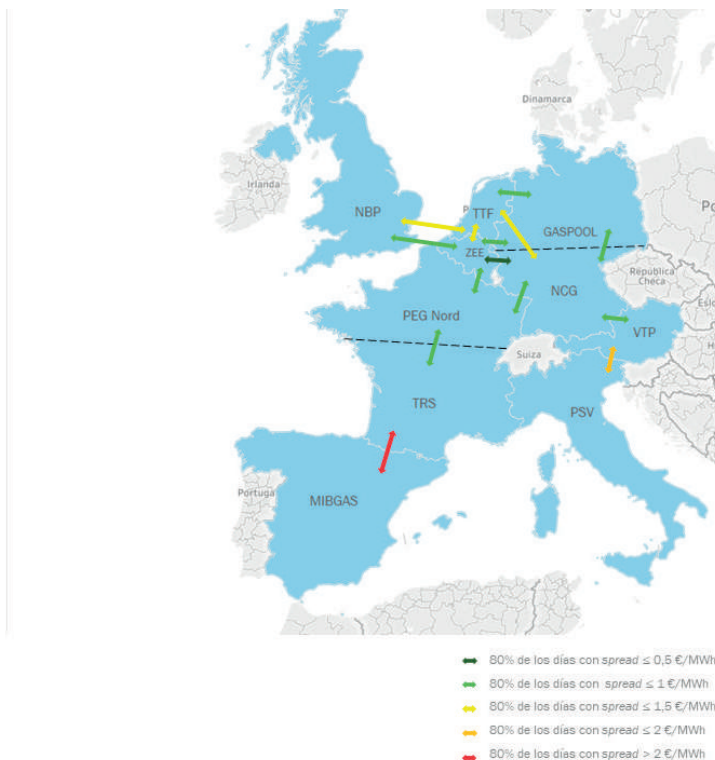 Dinamarca
Irlanda
NBP
P
TTF
GASPOOL
Po
ZEE
República
Checa
Eslo
NCG
PEG Nord
VTP
H
Suiza
TRS
PSV
Portuga
MIBGAS
80% de los días con spread ≤ 0,5 €/MWh
80% de los días con spread ≤ 1 €/MWh
80% de los días con spread ≤ 1,5 €/MWh
80% de los días con spread ≤ 2 €/MWh
80% de los días con spread > 2 €/MWh